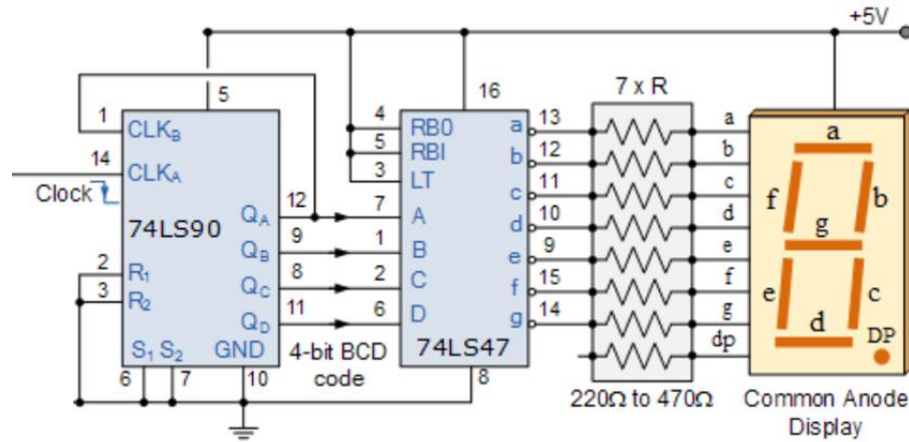 +5V
5
16
7 x R
1
CLKB
14
CLKA
Clock
74LS90
QA
12
QB
9
QC
8
QD
11
2
R1
3
R2
S1 S2 GND
6
7
10
4-bit BCD
code
4
RB0
5
RBI
3
LT
7
A
1
B
2
C
6
D
74LS47
8
a
13
b
12
c
11
d
10
e
9
f
15
g
14
220Ω to 470Ω
a
b
c
d
e
f
g
dp
a
f
b
g
e
c
d
DP
Common Anode
Display